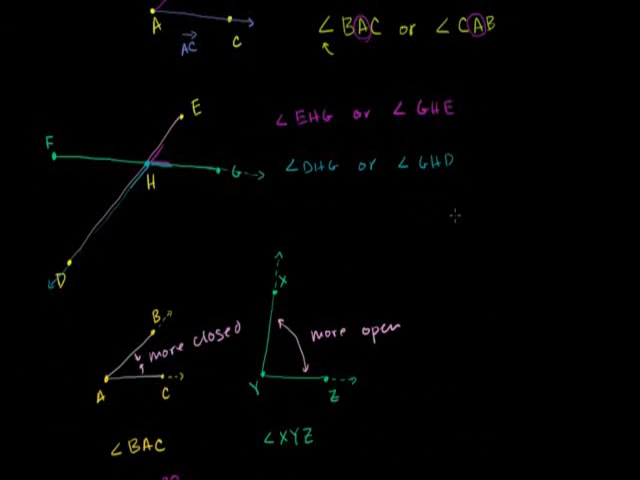 A
AC
C
∠BAC or ∠CAB
E
∠EHG or ∠GHE
F
G
∠DHG or ∠GHD
H
D
X
B
more closed
more open
A
C
Y
Z
∠BAC
∠XYZ